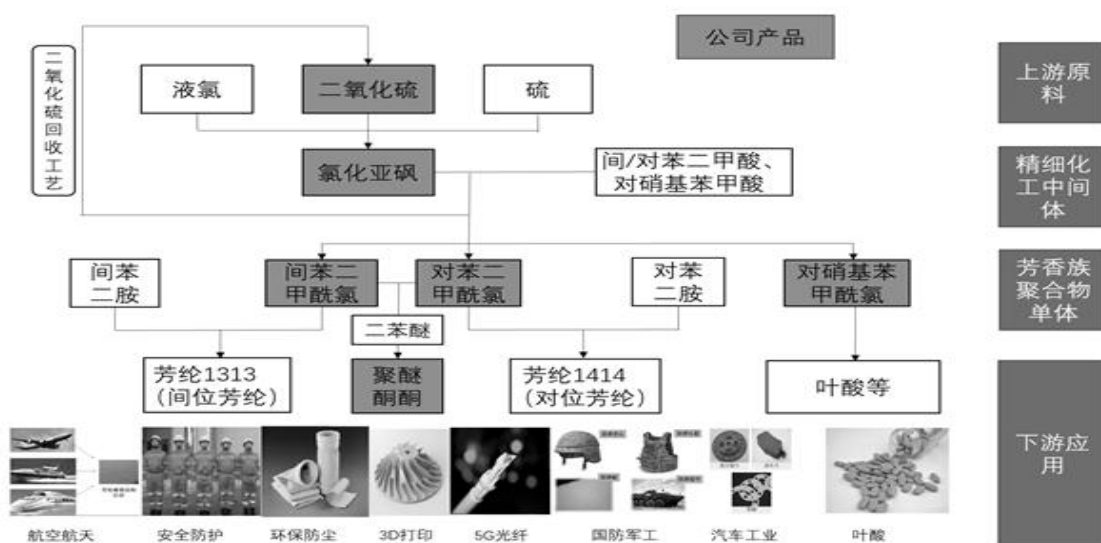 公司产品
二
氧
化
硫
回
收
工
艺
液氯
二氧化硫
硫
上游原
料
氯化亚砜
间/对苯二甲酸、
对硝基苯甲酸
精细化
工中间
体
间苯
二胺
间苯二
甲酰氯
对苯二
甲酰氯
对苯
二胺
对硝基苯
甲酰氯
芳香族
聚合物
单体
二苯醚
芳纶1313
（间位芳纶）
聚醚
酮酮
芳纶1414
（对位芳纶）
叶酸等
下游应
用
航空航天
安全防护
环保防尘
3D打印
5G光纤
国防军工
汽车工业
叶酸